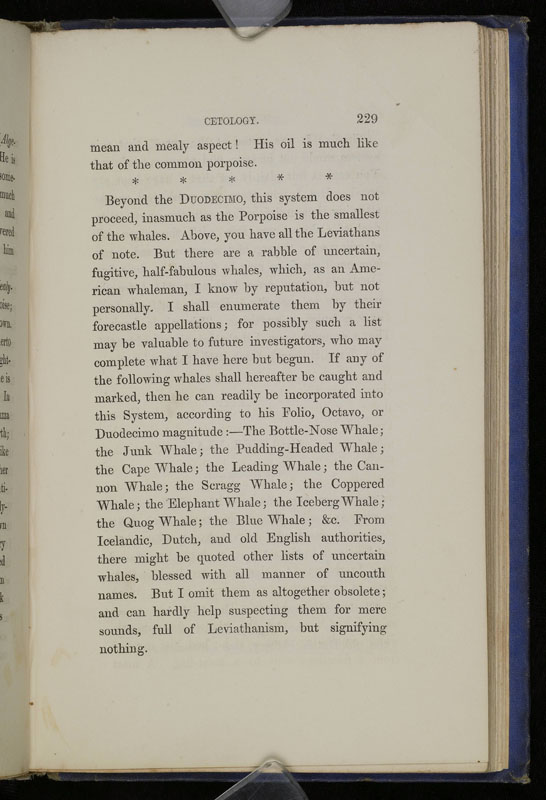 CETOLOGY. 229
mean and mealy aspect! His oil is much like
that of the common porpoise.
* * * * *
Beyond the DUODECIMO, this system does not
proceed, inasmuch as the Porpoise is the smallest
of the whales. Above, you have all the Leviathans
of note. But there are a rabble of uncertain,
fugitive, half-fabulous whales, which, as an Ame-
rican whaleman, I know by reputation, but not
personally. I shall enumerate them by their
forecastle appellations; for possibly such a list
may be valuable to future investigators, who may
complete what I have here but begun. If any of
the following whales shall hereafter be caught and
marked, then he can readily be incorporated into
this System, according to his Folio, Octavo, or
Duodecimo magnitude:—The Bottle-Nose Whale;
the Junk Whale; the Pudding-Headed Whale;
the Cape Whale; the Leading Whale; the Can-
non Whale; the Scragg Whale; the Coppered
Whale; the Elephant Whale; the Iceberg Whale;
the Quog Whale; the Blue Whale; &c. From
Icelandic, Dutch, and old English authorities,
there might be quoted other lists of uncertain
whales, blessed with all manner of uncouth
names. But I omit them as altogether obsolete;
and can hardly help suspecting them for mere
sounds, full of Leviathanism, but signifying
nothing.